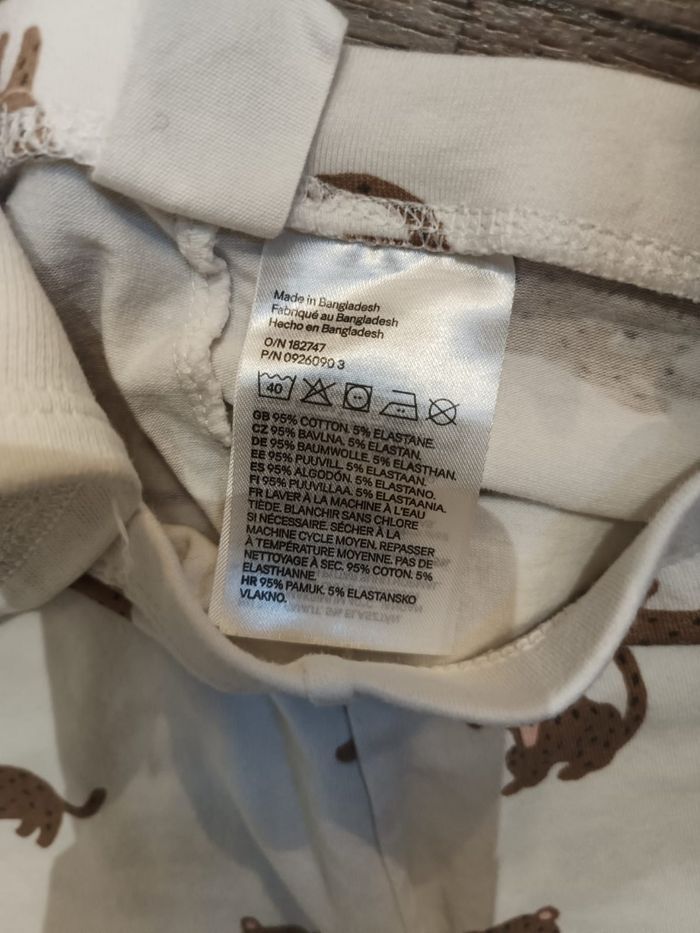 Made in Bangladesh
Fabriqué au Bangladesh
Hecho en Bangladesh
O/N 182747
P/N 0926090 3
40
GB 95% COTTON. 5% ELASTANE.
CZ 95% BAVLNA. 5% ELASTAN.
DE 95% BAUMWOLLE. 5% ELASTHAN.
EE 95% PUUVILL. 5% ELASTAAN.
ES 95% ALGODÓN. 5% ELASTANO.
FI 95% PUUVILLAA. 5% ELASTAANIA.
FR LAVER À LA MACHINE À L'EAU
TIÈDE. BLANCHIR SANS CHLORE
SI NÉCESSAIRE. SÉCHER À LA
MACHINE CYCLE MOYEN. REPASSER
À TEMPÉRATURE MOYENNE. PAS DE
NETTOYAGE À SEC. 95% COTON. 5%
ELASTHANNE.
HR 95% PAMUK. 5% ELASTANSKO
VLAKNO.